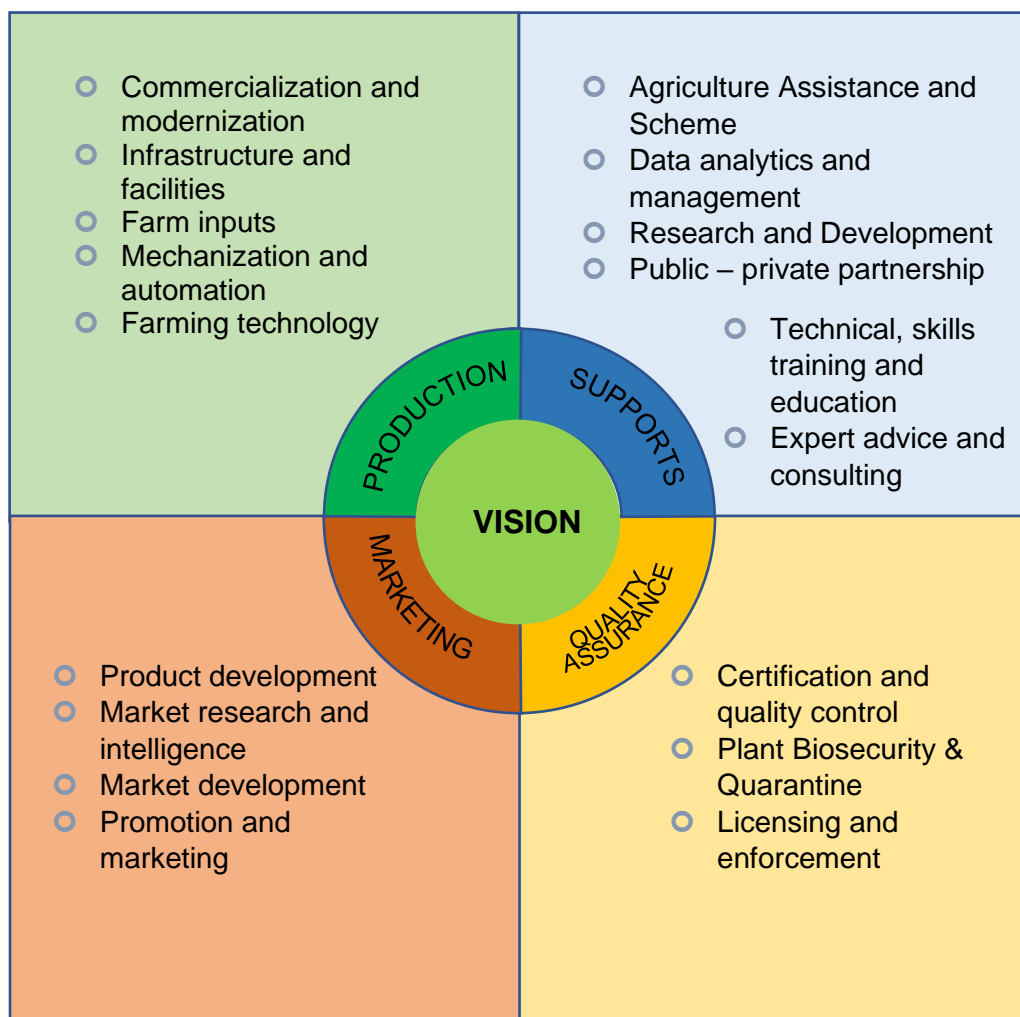 Commercialization and
modernization
Infrastructure and
facilities
Farm inputs
Mechanization and
automation
Farming technology
Agriculture Assistance and
Scheme
Data analytics and
management
Research and Development
Public – private partnership
Technical, skills
training and
education
Expert advice and
consulting
PRODUCTION
SUPPORTS
VISION
MARKETING
QUALITY
ASSURANCE
Product development
Market research and
intelligence
Market development
Promotion and
marketing
Certification and
quality control
Plant Biosecurity &
Quarantine
Licensing and
enforcement